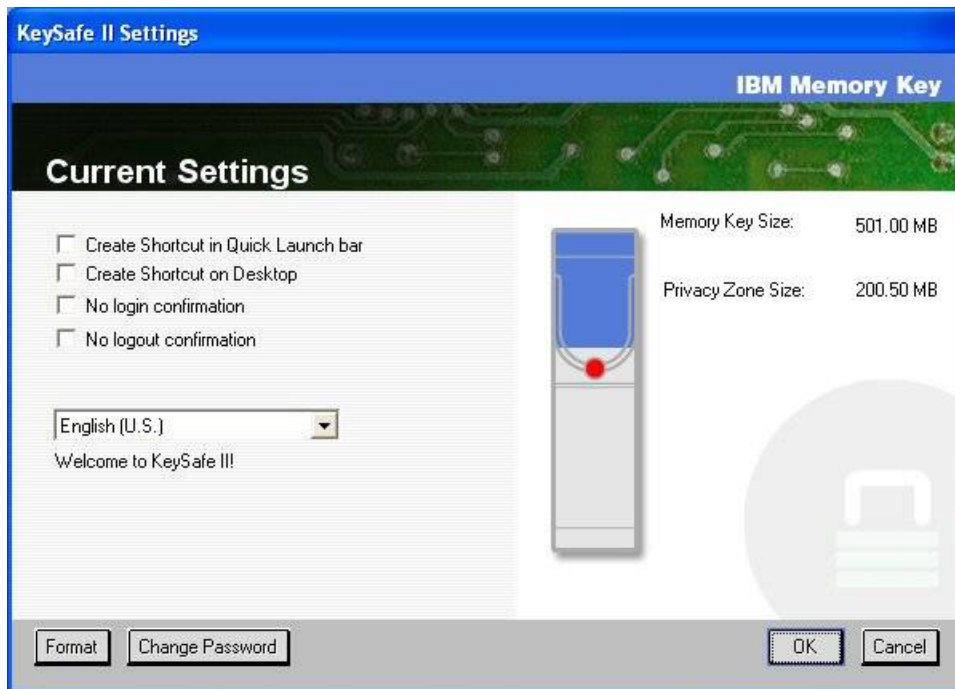 KeySafe II Settings
IBM Memory Key
Current Settings
Create Shortcut in Quick Launch bar
Create Shortcut on Desktop
No login confirmation
No logout confirmation
English (U.S.)
Welcome to KeySafe II!
Memory Key Size: 501.00 MB
Privacy Zone Size: 200.50 MB
Format
Change Password
OK
Cancel